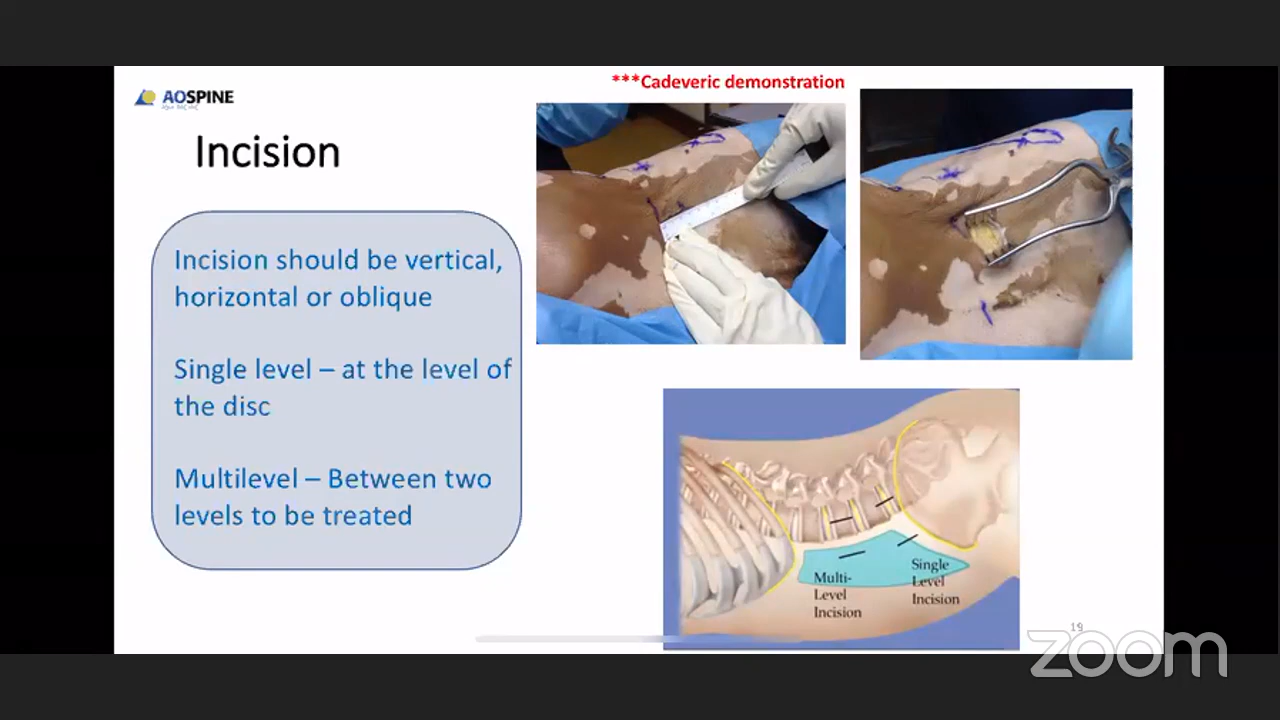 ***Cadeveric demonstration
AOSPINE
Incision
Incision should be vertical,
horizontal or oblique
Single level – at the level of
the disc
Multilevel – Between two
levels to be treated
Multi-
Level
Incision
Single
Level
Incision
19
zoom